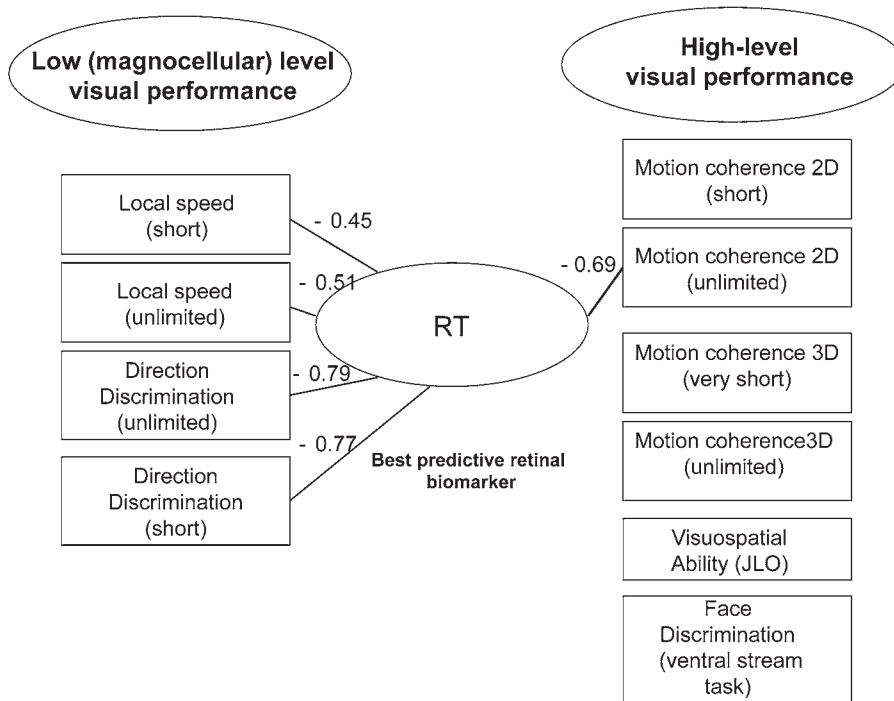 Low (magnocellular) level
visual performance
High-level
visual performance
Local speed
(short)
- 0.45
Local speed
(unlimited)
- 0.51
Direction
Discrimination
(unlimited)
- 0.79
Direction
Discrimination
(short)
- 0.77
RT
Best predictive retinal
biomarker
- 0.69
Motion coherence 2D
(short)
Motion coherence 2D
(unlimited)
Motion coherence 3D
(very short)
Motion coherence3D
(unlimited)
Visuospatial
Ability (JLO)
Face
Discrimination
(ventral stream
task)